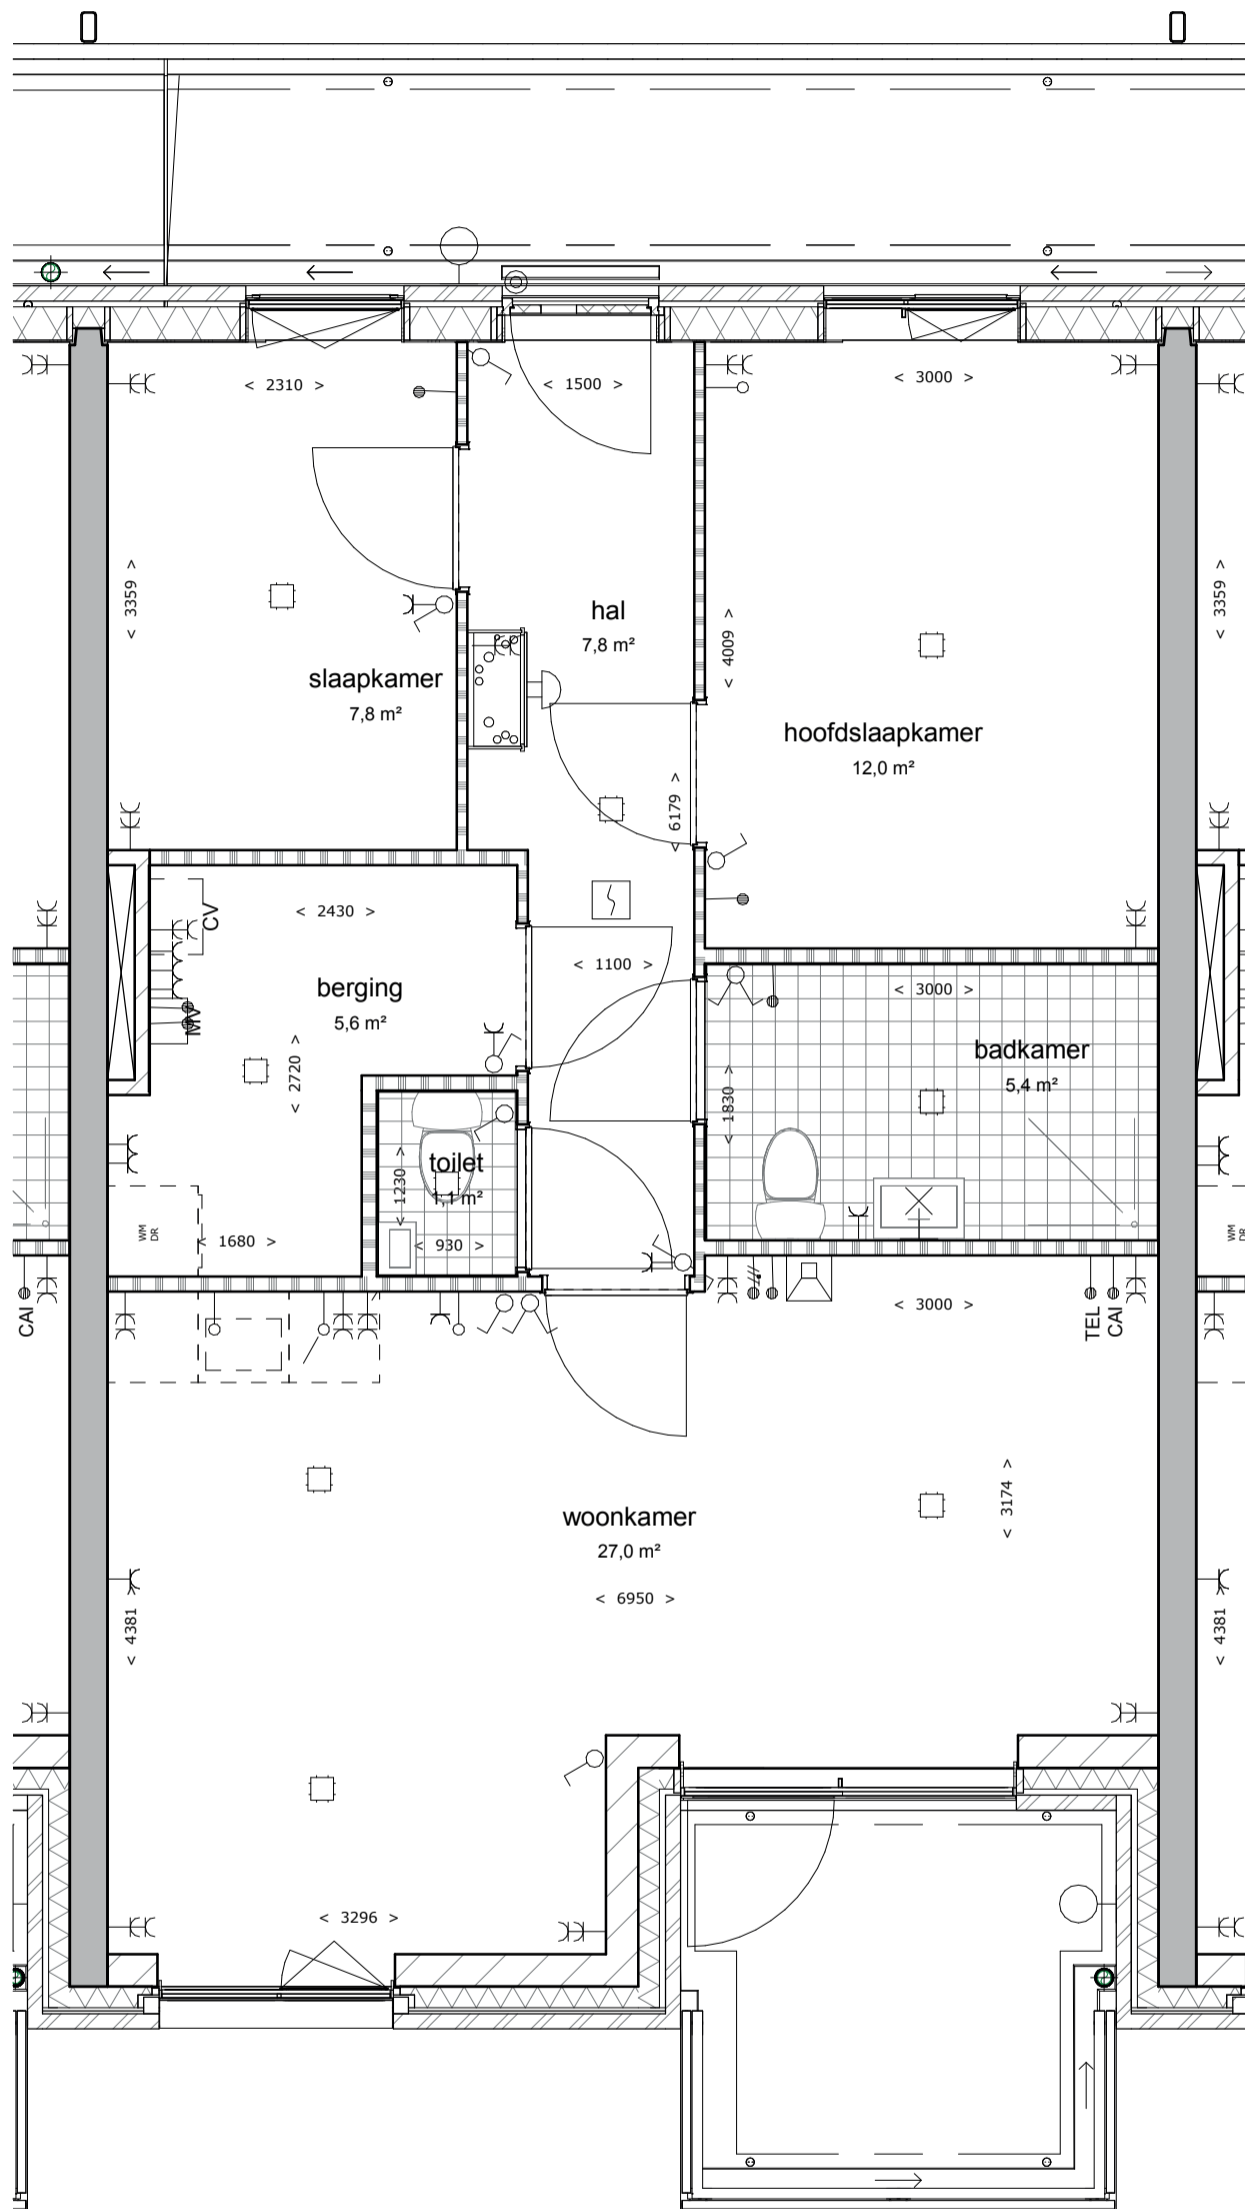 < 2310 >
< 1500 >
< 3000 >
< 3359 >
< 4009 >
< 3359 >
hal
7,8 m²
slaapkamer
7,8 m²
hoofdslaapkamer
12,0 m²
< 6179 >
CV
MV
< 2430 >
berging
5,6 m²
< 2720 >
< 1100 >
< 3000 >
badkamer
5,4 m²
< 1830 >
toilet
1,1 m²
< 1230 >
< 930 >
WM
DR
< 1680 >
WM
DR
CAI
< 3000 >
TEL
CAI
woonkamer
27,0 m²
< 6950 >
< 3174 >
< 4381 >
< 4381 >
< 3296 >